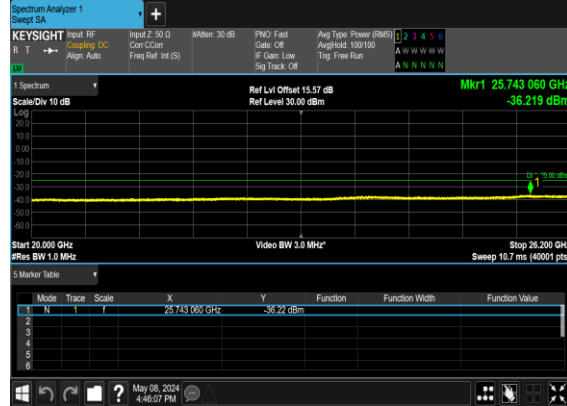 Spectrum Analyzer 1
Swept SA
+
KEYSIGHT
R T
Input: RF
Coupling: DC
Align: Auto
Input Z: 50 Ω
Corr CCorr
Freq Ref: Int (S)
#Atten: 30 dB
PNO: Fast
Gate: Off
IF Gain: Low
Sig Track: Off
Avg Type: Power (RMS)
Avg|Hold: 100/100
Trig: Free Run
1 2 3 4 5 6
A W W W W W
A N N N N N
1 Spectrum
Scale/Div 10 dB
Ref Lvl Offset 15.57 dB
Ref Level 30.00 dBm
Mkr1 25.743 060 GHz
-36.219 dBm
Log
20.0
10.0
0.00
-10.0
-20.0
-30.0
-40.0
-50.0
-60.0
1
Start 20.000 GHz
#Res BW 1.0 MHz
Video BW 3.0 MHz*
Stop 26.200 GHz
Sweep 10.7 ms (40001 pts)
5 Marker Table
Mode Trace Scale X Y Function Function Width Function Value
1 N 1 f 25.743 060 GHz -36.22 dBm
2
3
4
5
6
?
May 08, 2024
4:46:07 PM